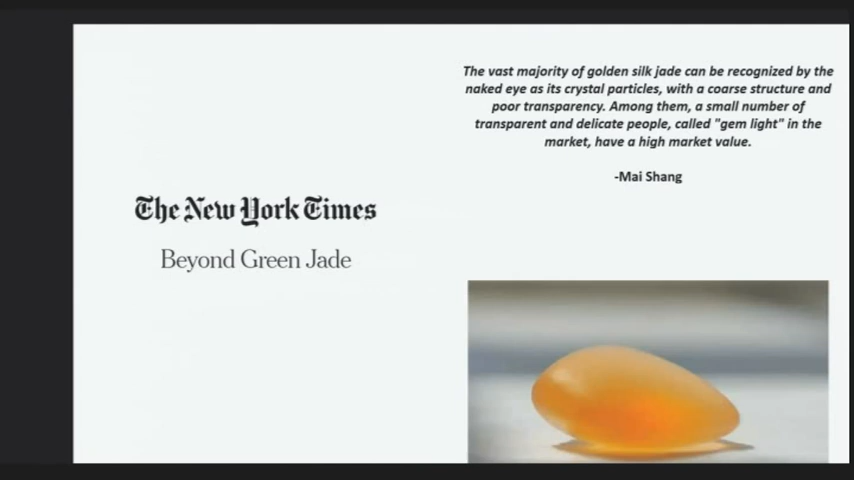 The New York Times
Beyond Green Jade
The vast majority of golden silk jade can be recognized by the
naked eye as its crystal particles, with a coarse structure and
poor transparency. Among them, a small number of
transparent and delicate people, called "gem light" in the
market, have a high market value.
-Mai Shang